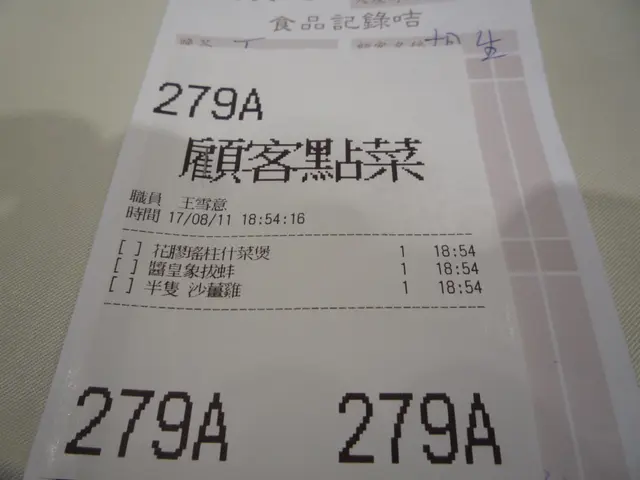 食品記錄咭
279A
顧客點菜
職員 王雪意
時間 17/08/11 18:54:16
[ ] 花膠瑤柱什菜煲 1 18:54
[ ] 醬皇象拔蚌 1 18:54
[ ] 半隻 沙薑雞 1 18:54
279A 279A